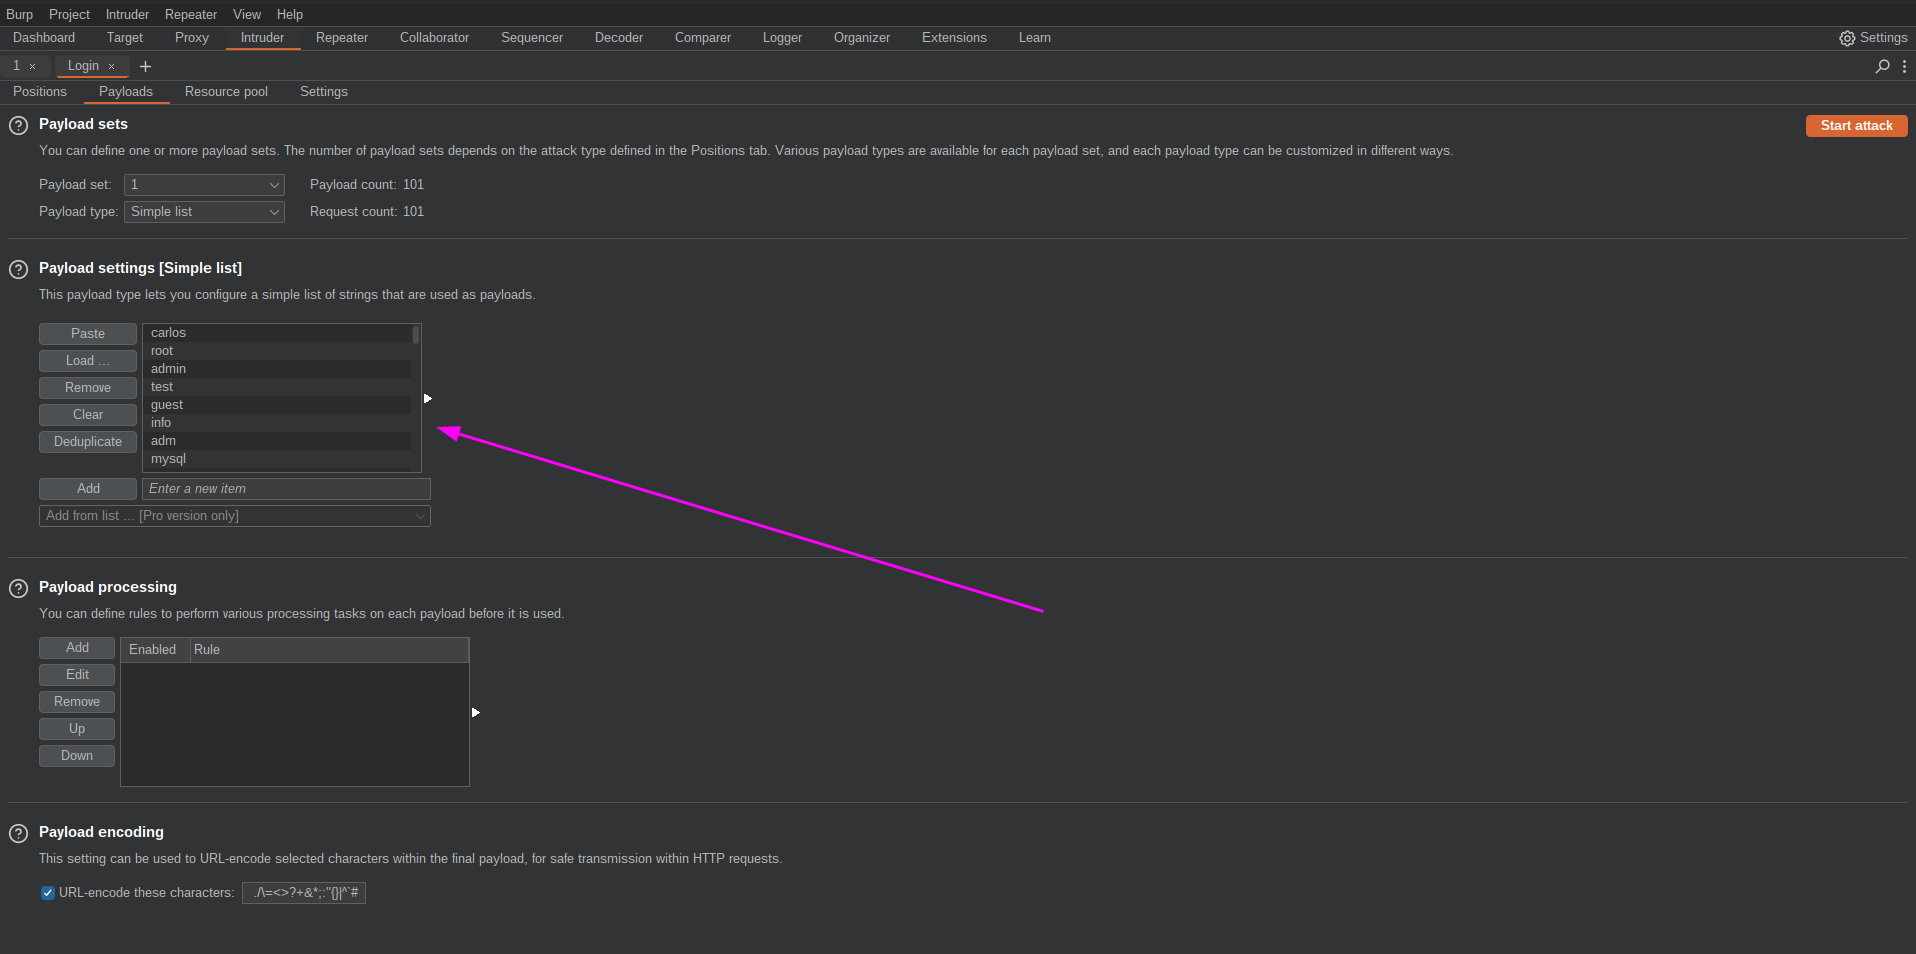 Burp Project Intruder Repeater View Help
Dashboard Target Proxy Intruder Repeater Collaborator Sequencer Decoder Comparer Logger Organizer Extensions Learn Settings
1 × Login × +
Positions Payloads Resource pool Settings
Payload sets
Start attack
You can define one or more payload sets. The number of payload sets depends on the attack type defined in the Positions tab. Various payload types are available for each payload set, and each payload type can be customized in different ways.
Payload set: 1 Payload count: 101
Payload type: Simple list Request count: 101
Payload settings [Simple list]
This payload type lets you configure a simple list of strings that are used as payloads.
Paste
Load ...
Remove
Clear
Deduplicate
carlos
root
admin
test
guest
info
adm
mysql
Add Enter a new item
Add from list ... [Pro version only]
Payload processing
You can define rules to perform various processing tasks on each payload before it is used.
Add
Edit
Remove
Up
Down
Enabled Rule
Payload encoding
This setting can be used to URL-encode selected characters within the final payload, for safe transmission within HTTP requests.
URL-encode these characters: ./\=<>?+&*;:"{}|^`#